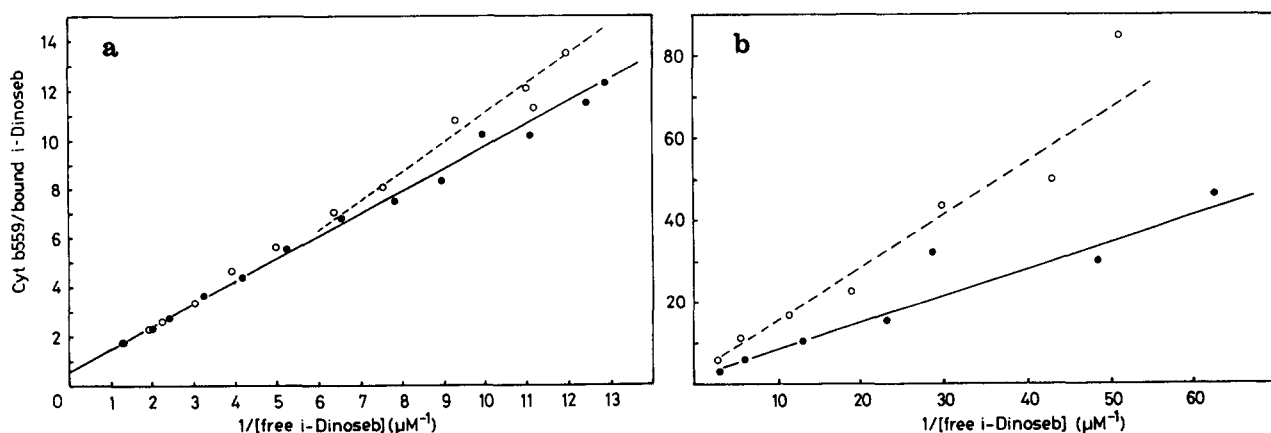 a
14
12
10
8
6
4
2
0
1 2 3 4 5 6 7 8 9 10 11 12 13
Cyt b559/bound i-Dinoseb
1/[free i-Dinoseb] (μM⁻¹)
b
80
60
40
20
10 20 30 40 50 60
1/[free i-Dinoseb] (μM⁻¹)